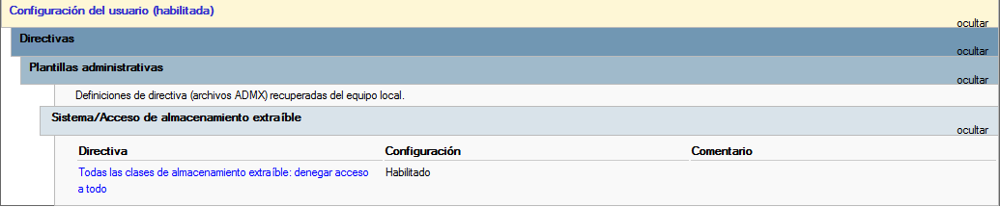 Configuración del usuario (habilitada)
ocultar
Directivas
ocultar
Plantillas administrativas
ocultar
Definiciones de directiva (archivos ADMX) recuperadas del equipo local.
Sistema/Acceso de almacenamiento extraíble
ocultar
Directiva Configuración Comentario
Todas las clases de almacenamiento extraíble: denegar acceso Habilitado
a todo